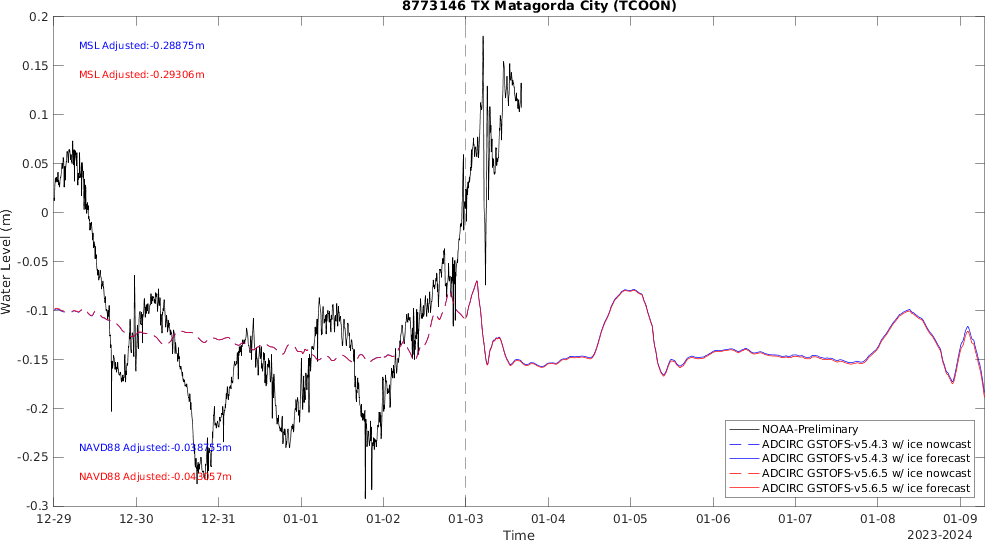 8773146 TX Matagorda City (TCOON)
0.2
0.15
0.1
0.05
0
-0.05
-0.1
-0.15
-0.2
-0.25
-0.3
Water Level (m)
MSL Adjusted:-0.28875m
MSL Adjusted:-0.29306m
NAVD88 Adjusted:-0.038755m
NAVD88 Adjusted:-0.043057m
NOAA-Preliminary
ADCIRC GSTOFS-v5.4.3 w/ ice nowcast
ADCIRC GSTOFS-v5.4.3 w/ ice forecast
ADCIRC GSTOFS-v5.6.5 w/ ice nowcast
ADCIRC GSTOFS-v5.6.5 w/ ice forecast
12-29 12-30 12-31 01-01 01-02 01-03 01-04 01-05 01-06 01-07 01-08 01-09
Time
2023-2024